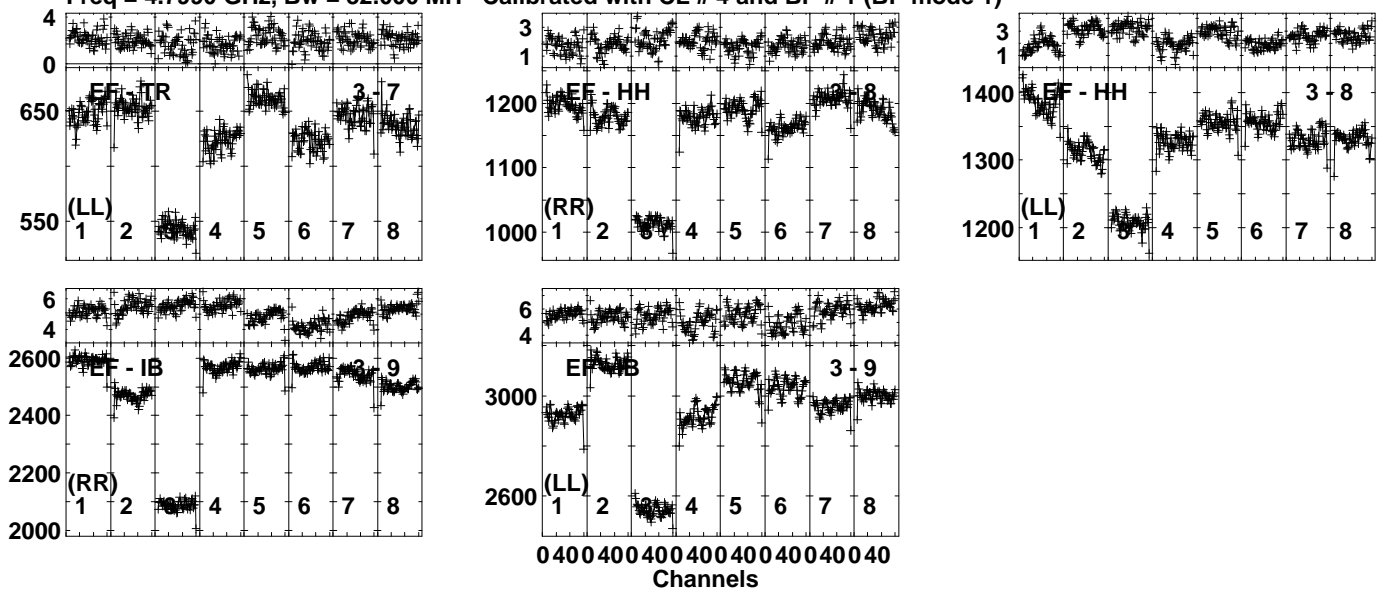 Freq = 4.7990 GHz, Bw = 32.000 MH Calibrated with CL # 4 and BP # 1 (BP mode 1)
4
0
EF - TR 3 - 7
650
550
(LL)
1 2 3 4 5 6 7 8
3
1
EF - HH 3 - 8
1200
1100
1000
(RR)
1 2 3 4 5 6 7 8
3
1
EF - HH 3 - 8
1400
1300
1200
(LL)
1 2 3 4 5 6 7 8
6
4
EF - IB 3 - 9
2600
2400
2200
2000
(RR)
1 2 3 4 5 6 7 8
6
4
EF - IB 3 - 9
3000
2600
(LL)
1 2 3 4 5 6 7 8
0 40 0 40 0 40 0 40 0 40 0 40 0 40 0 40
Channels